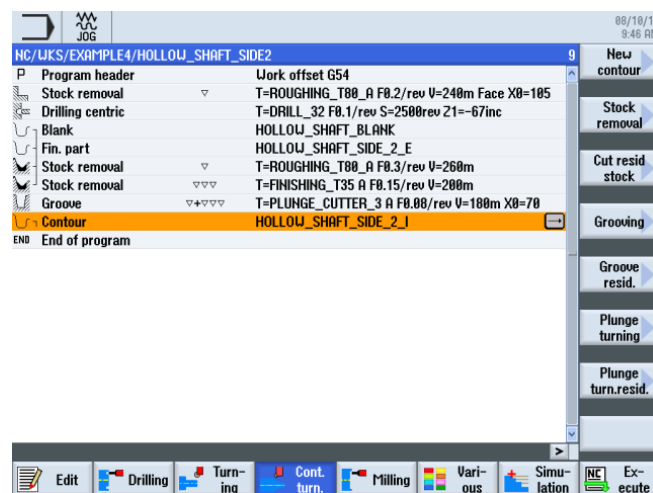 JOG
08/10/1
9:46 A
NC/WKS/EXAMPLE4/HOLLOW_SHAFT_SIDE2 9
P Program header Work offset G54
Stock removal ▽ T=ROUGHING_T80_A F0.2/rev V=240m Face X0=105
Drilling centric T=DRILL_32 F0.1/rev S=2500rev Z1=-67inc
Blank HOLLOW_SHAFT_BLANK
Fin. part HOLLOW_SHAFT_SIDE_2_E
Stock removal ▽ T=ROUGHING_T80_A F0.3/rev V=260m
Stock removal ▽▽▽ T=FINISHING_T35 A F0.15/rev V=200m
Groove ▽+▽▽▽ T=PLUNGE_CUTTER_3 A F0.08/rev V=180m X0=70
Contour HOLLOW_SHAFT_SIDE_2_I
END End of program
New
contour
Stock
removal
Cut resid
stock
Grooving
Groove
resid.
Plunge
turning
Plunge
turn.resid.
Edit
Drilling
Turn-
ing
Cont.
turn.
Milling
Vari-
ous
Simu-
lation
NC Ex-
ecute